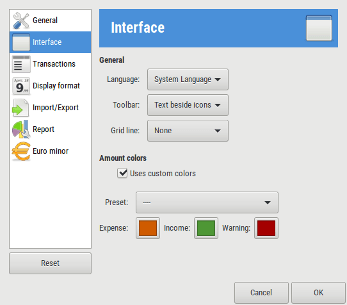 General
Interface
Transactions
Display format
Import/Export
Report
Euro minor
Reset
Interface
General
Language: System Language
Toolbar: Text beside icons
Grid line: None
Amount colors
Uses custom colors
Preset: —
Expense: Income: Warning:
Cancel OK